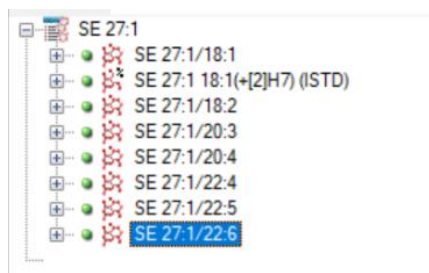 SE 27:1
SE 27:1/18:1
SE 27:1 18:1(+[2]H7) (ISTD)
SE 27:1/18:2
SE 27:1/20:3
SE 27:1/20:4
SE 27:1/22:4
SE 27:1/22:5
SE 27:1/22:6